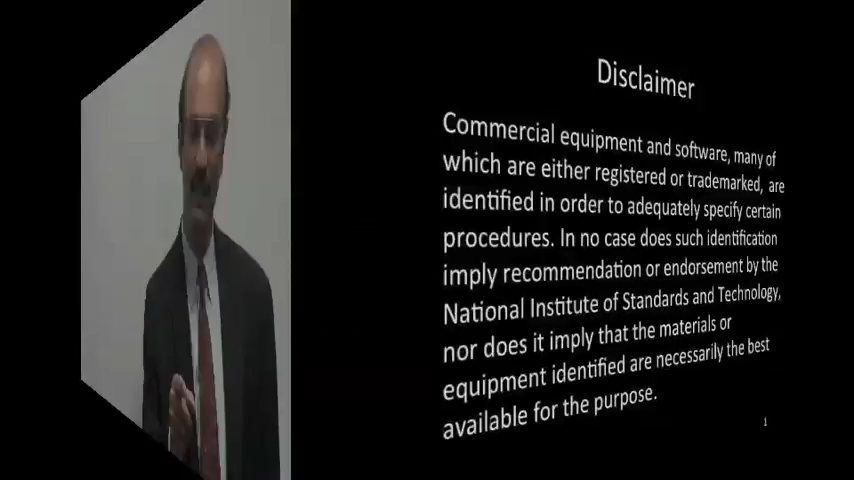 Disclaimer
Commercial equipment and software, many of
which are either registered or trademarked, are
identified in order to adequately specify certain
procedures. In no case does such identification
imply recommendation or endorsement by the
National Institute of Standards and Technology,
nor does it imply that the materials or
equipment identified are necessarily the best
available for the purpose.
1